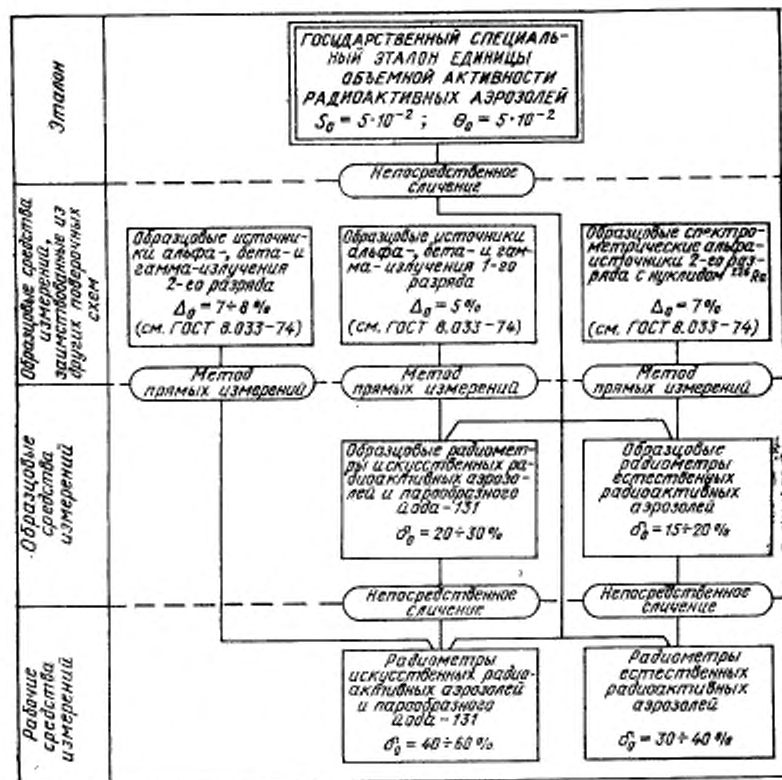 Эталон
ГОСУДАРСТВЕННЫЙ СПЕЦИАЛЬ-
НЫЙ ЭТАЛОН ЕДИНИЦЫ
ОБЪЕМНОЙ АКТИВНОСТИ
РАДИОАКТИВНЫХ АЭРОЗОЛЕЙ
S₀ = 5·10⁻² ; Θ₀ = 5·10⁻²
Непосредственное
сличение
Образцовые средства
измерений,
заимствованные из
других поверочных
схем
Образцовые источни-
ки альфа-, бета- и
гамма-излучения
2-го разряда
Δ₀ = 7÷8 %
(см. ГОСТ 8.033-74)
Образцовые источники
альфа-, бета- и гам-
ма-излучения 1-го
разряда
Δ₀ = 5 %
(см. ГОСТ 8.033-74)
Образцовые спектро-
метрические альфа-
источники 2-го раз-
ряда с нуклидом ²²⁶Ra
Δ₀ = 7 %
(см. ГОСТ 8.033-74)
Метод
прямых измерений
Метод
прямых измерений
Метод
прямых измерений
Образцовые
средства
измерений
Образцовые радиомет-
ры искусственных ра-
диоактивных аэрозо-
лей и парообразного
йода-131
δ₀ = 20÷30 %
Образцовые
радиометры
естественных
радиоактивных
аэрозолей
δ₀ = 15÷20 %
Непосредственное
сличение
Непосредственное
сличение
Рабочие
средства
измерений
Радиометры
искусственных радио-
активных аэрозолей
и парообразного
йода-131
δ₀ = 40÷60 %
Радиометры
естественных
радиоактивных
аэрозолей
δ₀ = 30÷40 %